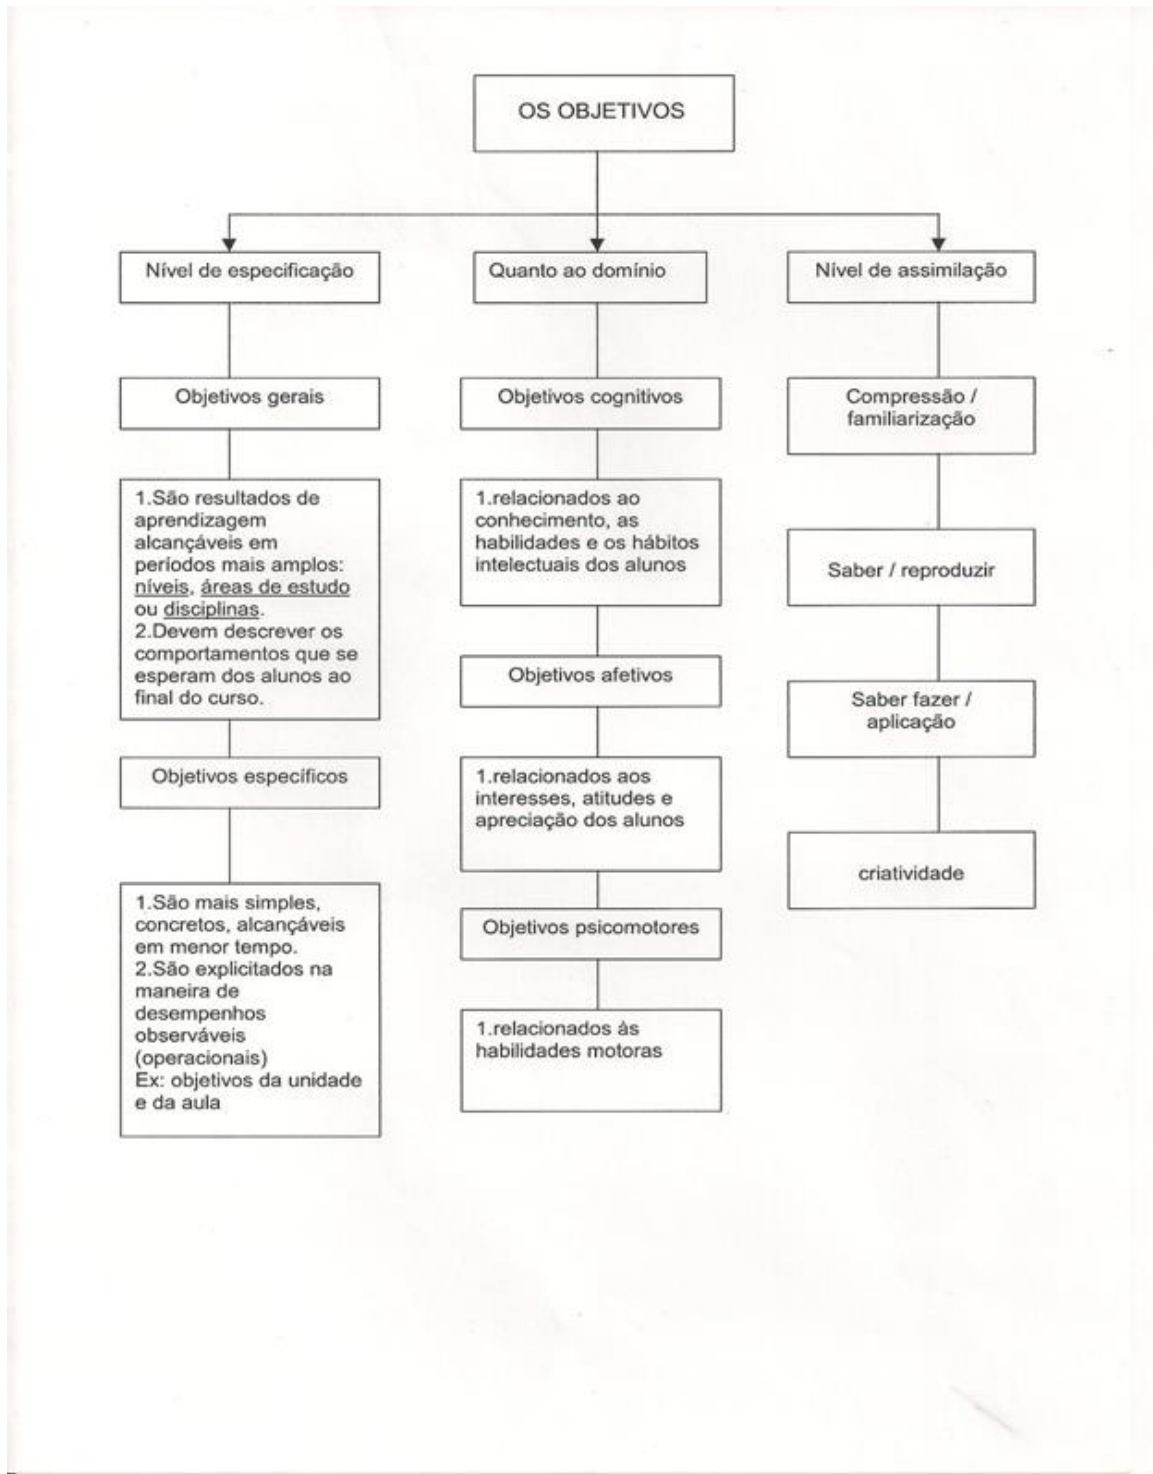 OS OBJETIVOS
Nível de especificação
Objetivos gerais
1.São resultados de
aprendizagem
alcançáveis em
períodos mais amplos:
níveis, áreas de estudo
ou disciplinas.
2.Devem descrever os
comportamentos que se
esperam dos alunos ao
final do curso.
Objetivos específicos
1.São mais simples,
concretos, alcançáveis
em menor tempo.
2.São explicitados na
maneira de
desempenhos
observáveis
(operacionais)
Ex: objetivos da unidade
e da aula
Quanto ao domínio
Objetivos cognitivos
1.relacionados ao
conhecimento, as
habilidades e os hábitos
intelectuais dos alunos
Objetivos afetivos
1.relacionados aos
interesses, atitudes e
apreciação dos alunos
Objetivos psicomotores
1.relacionados às
habilidades motoras
Nível de assimilação
Compressão /
familiarização
Saber / reproduzir
Saber fazer /
aplicação
criatividade